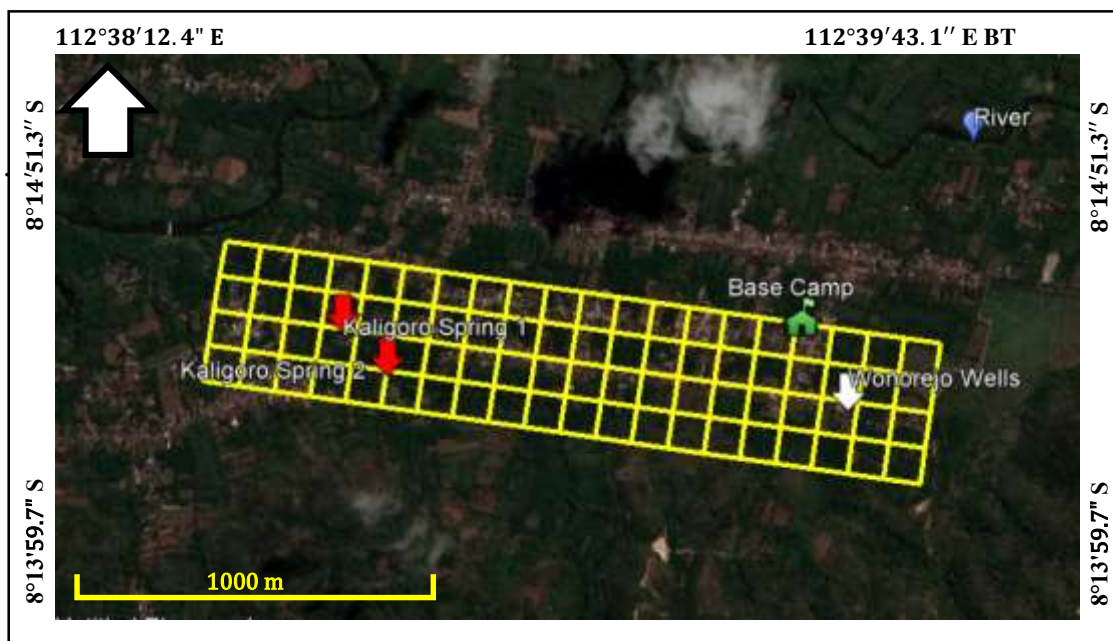 112°38′12.4" E
112°39′43.1′′ E BT
8°14′51.3′′ S
8°14′51.3′′ S
River
Base Camp
Kaligoro Spring 1
Kaligoro Spring 2
Wonorejo Wells
8°13′59.7" S
8°13′59.7" S
1000 m